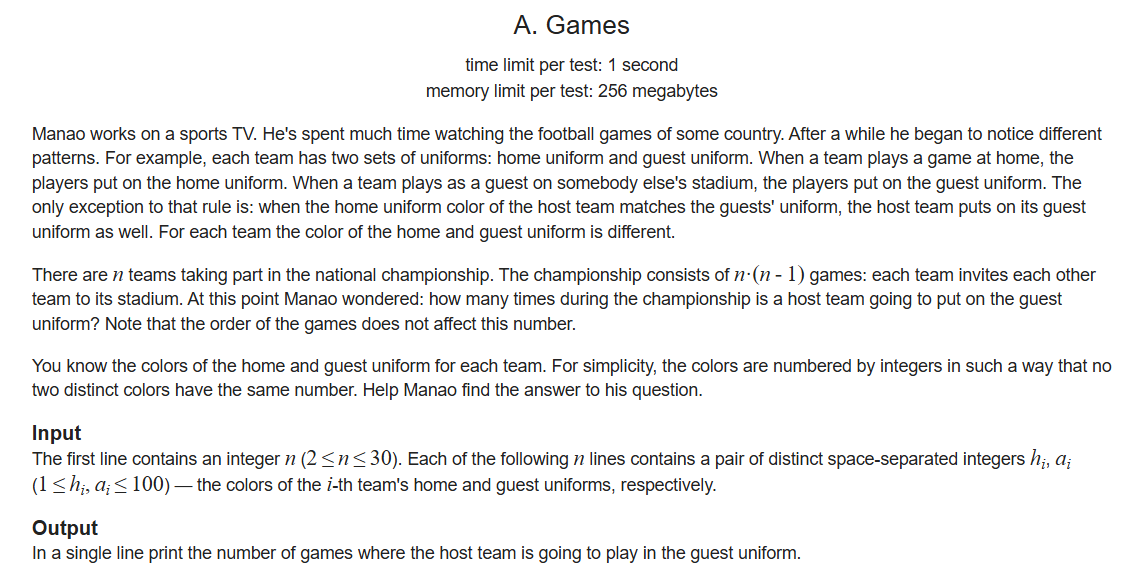 A. Games
time limit per test: 1 second
memory limit per test: 256 megabytes
Manao works on a sports TV. He's spent much time watching the football games of some country. After a while he began to notice different
patterns. For example, each team has two sets of uniforms: home uniform and guest uniform. When a team plays a game at home, the
players put on the home uniform. When a team plays as a guest on somebody else's stadium, the players put on the guest uniform. The
only exception to that rule is: when the home uniform color of the host team matches the guests' uniform, the host team puts on its guest
uniform as well. For each team the color of the home and guest uniform is different.
There are n teams taking part in the national championship. The championship consists of n·(n - 1) games: each team invites each other
team to its stadium. At this point Manao wondered: how many times during the championship is a host team going to put on the guest
uniform? Note that the order of the games does not affect this number.
You know the colors of the home and guest uniform for each team. For simplicity, the colors are numbered by integers in such a way that no
two distinct colors have the same number. Help Manao find the answer to his question.
Input
The first line contains an integer n (2 ≤ n ≤ 30). Each of the following n lines contains a pair of distinct space-separated integers hᵢ, aᵢ
(1 ≤ hᵢ, aᵢ ≤ 100) — the colors of the i-th team's home and guest uniforms, respectively.
Output
In a single line print the number of games where the host team is going to play in the guest uniform.